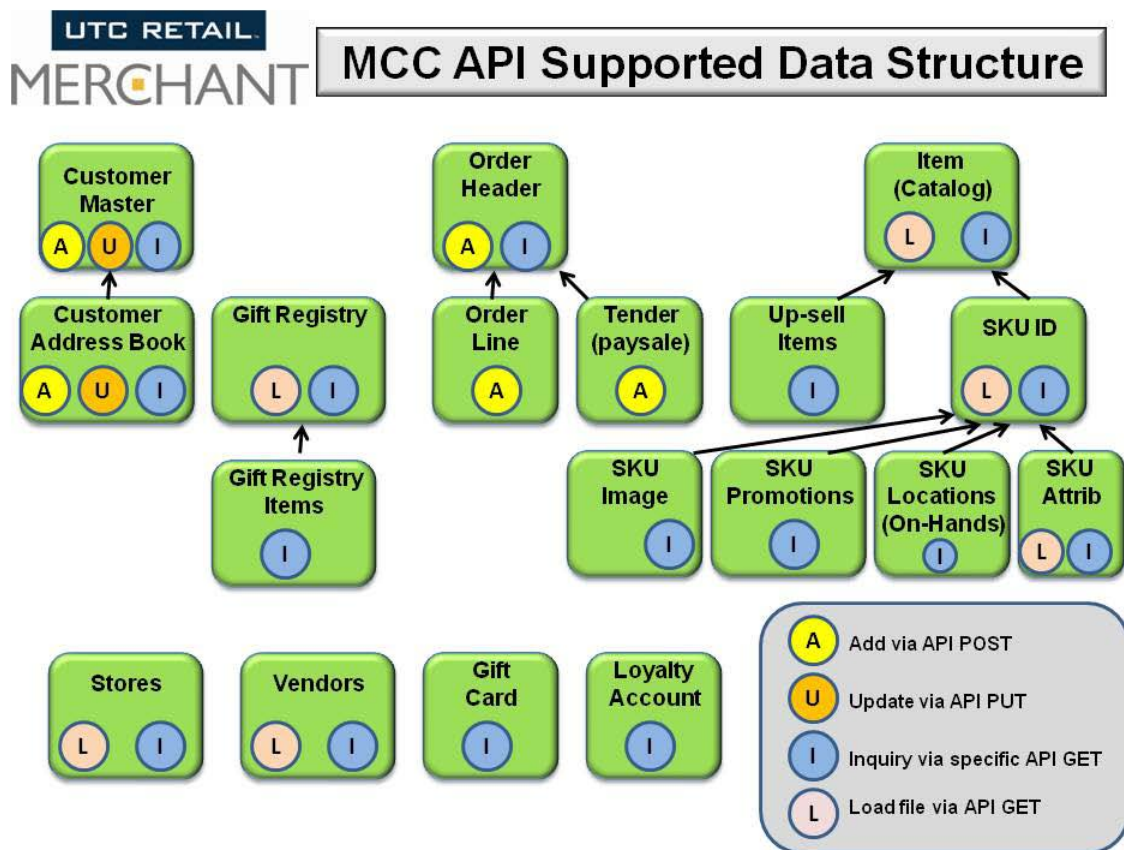 UTC RETAIL
MERCHANT
MCC API Supported Data Structure
Customer
Master
A U I
Order
Header
A I
Item
(Catalog)
L I
Customer
Address Book
A U I
Gift Registry
L I
Order
Line
A
Tender
(paysale)
A
Up-sell
Items
I
SKU ID
L I
Gift Registry
Items
I
SKU
Image
I
SKU
Promotions
I
SKU
Locations
(On-Hands)
I
SKU
Attrib
L I
Stores
L I
Vendors
L I
Gift
Card
I
Loyalty
Account
I
A Add via API POST
U Update via API PUT
I Inquiry via specific API GET
L Load file via API GET